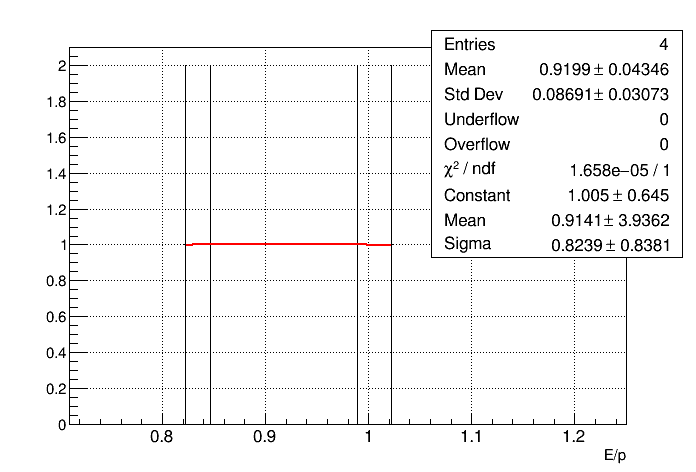 Entries 4
Mean 0.9199 ± 0.04346
Std Dev 0.08691 ± 0.03073
Underflow 0
Overflow 0
χ² / ndf 1.658e−05 / 1
Constant 1.005 ± 0.645
Mean 0.9141 ± 3.9362
Sigma 0.8239 ± 0.8381
2
1.8
1.6
1.4
1.2
1
0.8
0.6
0.4
0.2
0
0.8 0.9 1 1.1 1.2
E/p